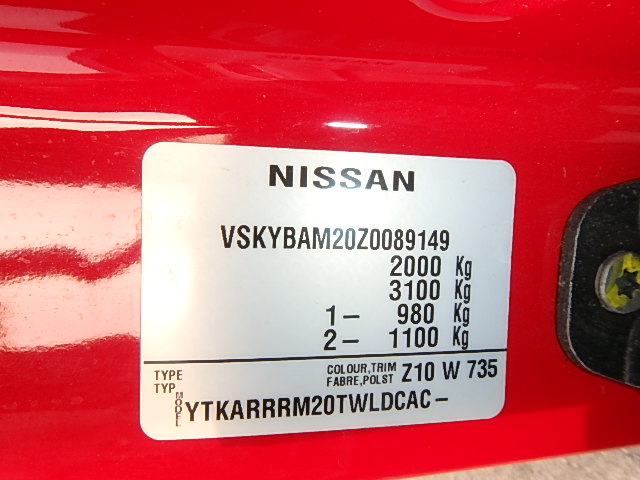 NISSAN
VSKYBAM20Z0089149
2000 Kg
3100 Kg
1- 980 Kg
2- 1100 Kg
TYPE COLOUR,TRIM Z10 W 735
TYP FABRE,POLST
MODEL YTKARRRM20TWLDCAC-